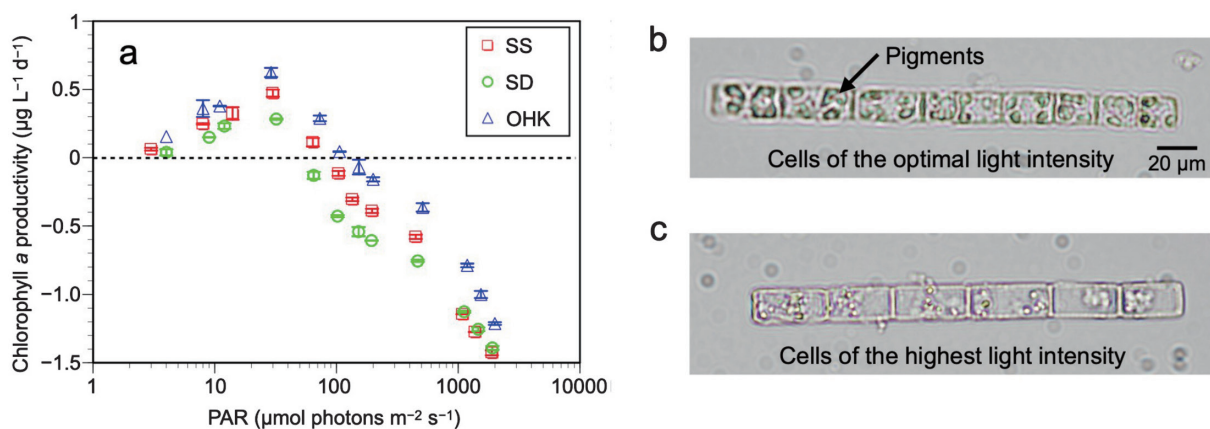 a
Chlorophyll a productivity (µg L⁻¹ d⁻¹)
1
0.5
0
−0.5
−1.0
−1.5
SS
SD
OHK
1 10 100 1000 10000
PAR (µmol photons m⁻² s⁻¹)
b
Pigments
Cells of the optimal light intensity
20 µm
c
Cells of the highest light intensity